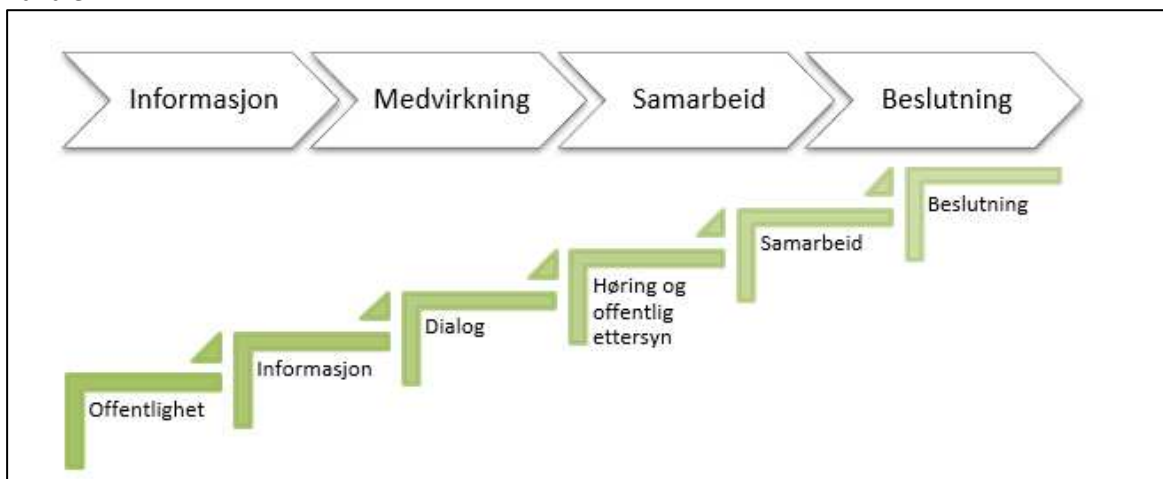 Informasjon
Medvirkning
Samarbeid
Beslutning
Beslutning
Samarbeid
Høring og
offentlig
ettersyn
Dialog
Informasjon
Offentlighet